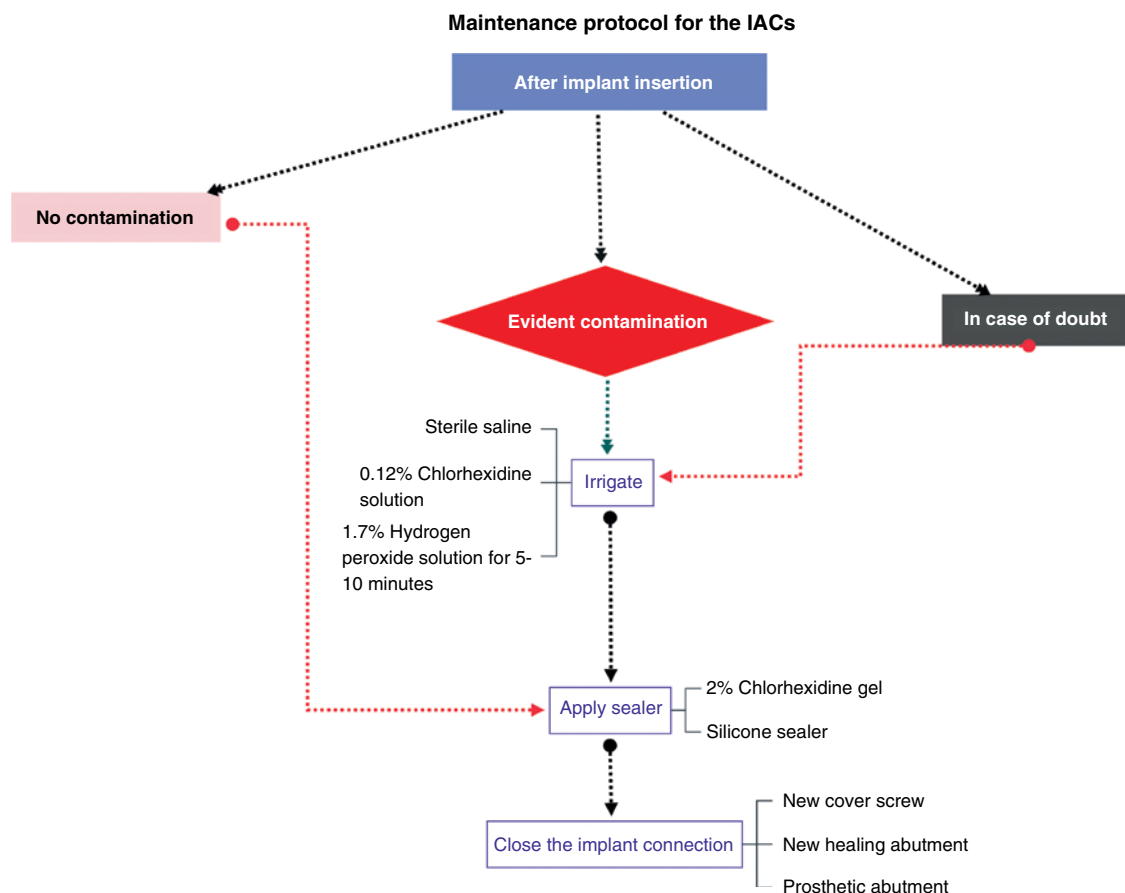 Maintenance protocol for the IACs
After implant insertion
No contamination
Evident contamination
In case of doubt
Sterile saline
0.12% Chlorhexidine
solution
1.7% Hydrogen
peroxide solution for 5-
10 minutes
Irrigate
Apply sealer
2% Chlorhexidine gel
Silicone sealer
Close the implant connection
New cover screw
New healing abutment
Prosthetic abutment